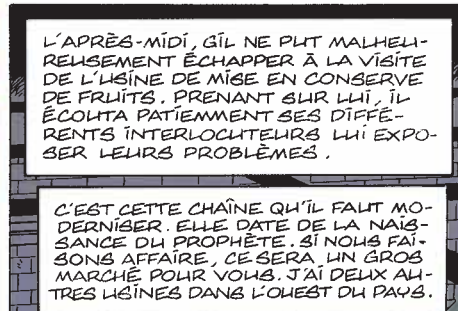 L'APRÈS-MIDI, GIL NE PUT MALHEU-
REUSEMENT ÉCHAPPER À LA VISITE
DE L'USINE DE MISE EN CONSERVE
DE FRUITS. PRENANT SUR LUI, IL
ÉCOUTA PATIEMMENT SES DIFFÉ-
RENTS INTERLOCUTEURS LUI EXPO-
SER LEURS PROBLÈMES.
C'EST CETTE CHAÎNE QU'IL FAUT MO-
DERNISER. ELLE DATE DE LA NAIS-
SANCE DU PROPHÈTE. SI NOUS FAI-
SONS AFFAIRE, CE SERA UN GROS
MARCHÉ POUR VOUS. J'AI DEUX AU-
TRES USINES DANS L'OUEST DU PAYS.